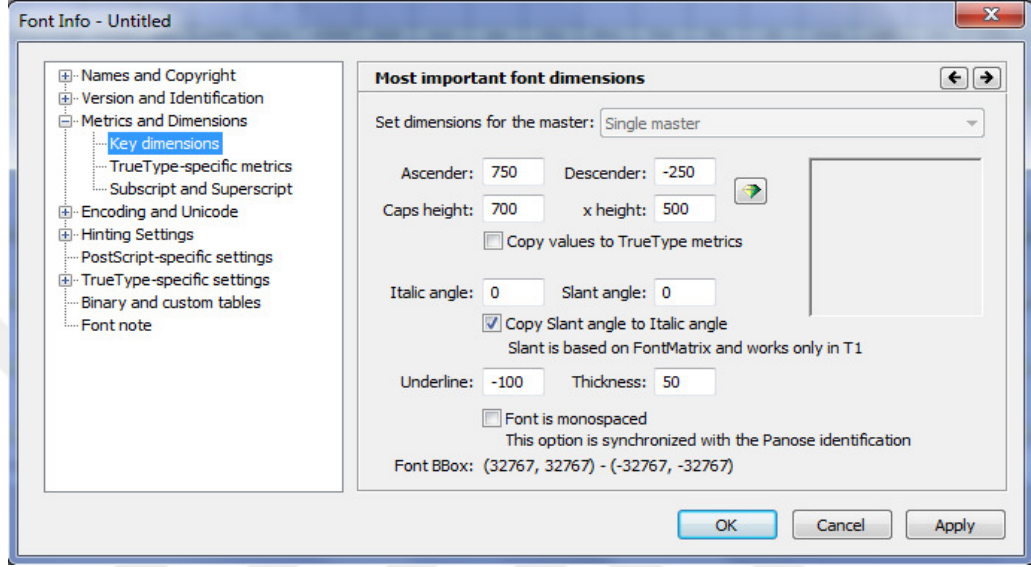 Font Info - Untitled
Names and Copyright
Version and Identification
Metrics and Dimensions
Key dimensions
TrueType-specific metrics
Subscript and Superscript
Encoding and Unicode
Hinting Settings
PostScript-specific settings
TrueType-specific settings
Binary and custom tables
Font note
Most important font dimensions
Set dimensions for the master: Single master
Ascender: 750 Descender: -250
Caps height: 700 x height: 500
Copy values to TrueType metrics
Italic angle: 0 Slant angle: 0
Copy Slant angle to Italic angle
Slant is based on FontMatrix and works only in T1
Underline: -100 Thickness: 50
Font is monospaced
This option is synchronized with the Panose identification
Font BBox: (32767, 32767) - (-32767, -32767)
OK Cancel Apply